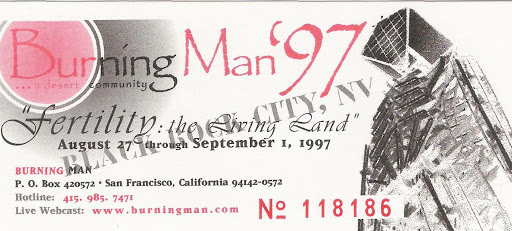 Burning Man '97
... a desert community
BLACK ROCK CITY, NV
"Fertility: the Living Land"
August 27 through September 1, 1997
BURNING MAN
P. O. Box 420572 • San Francisco, California 94142-0572
Hotline: 415. 985. 7471
Live Webcast: www.burningman.com
No 118186